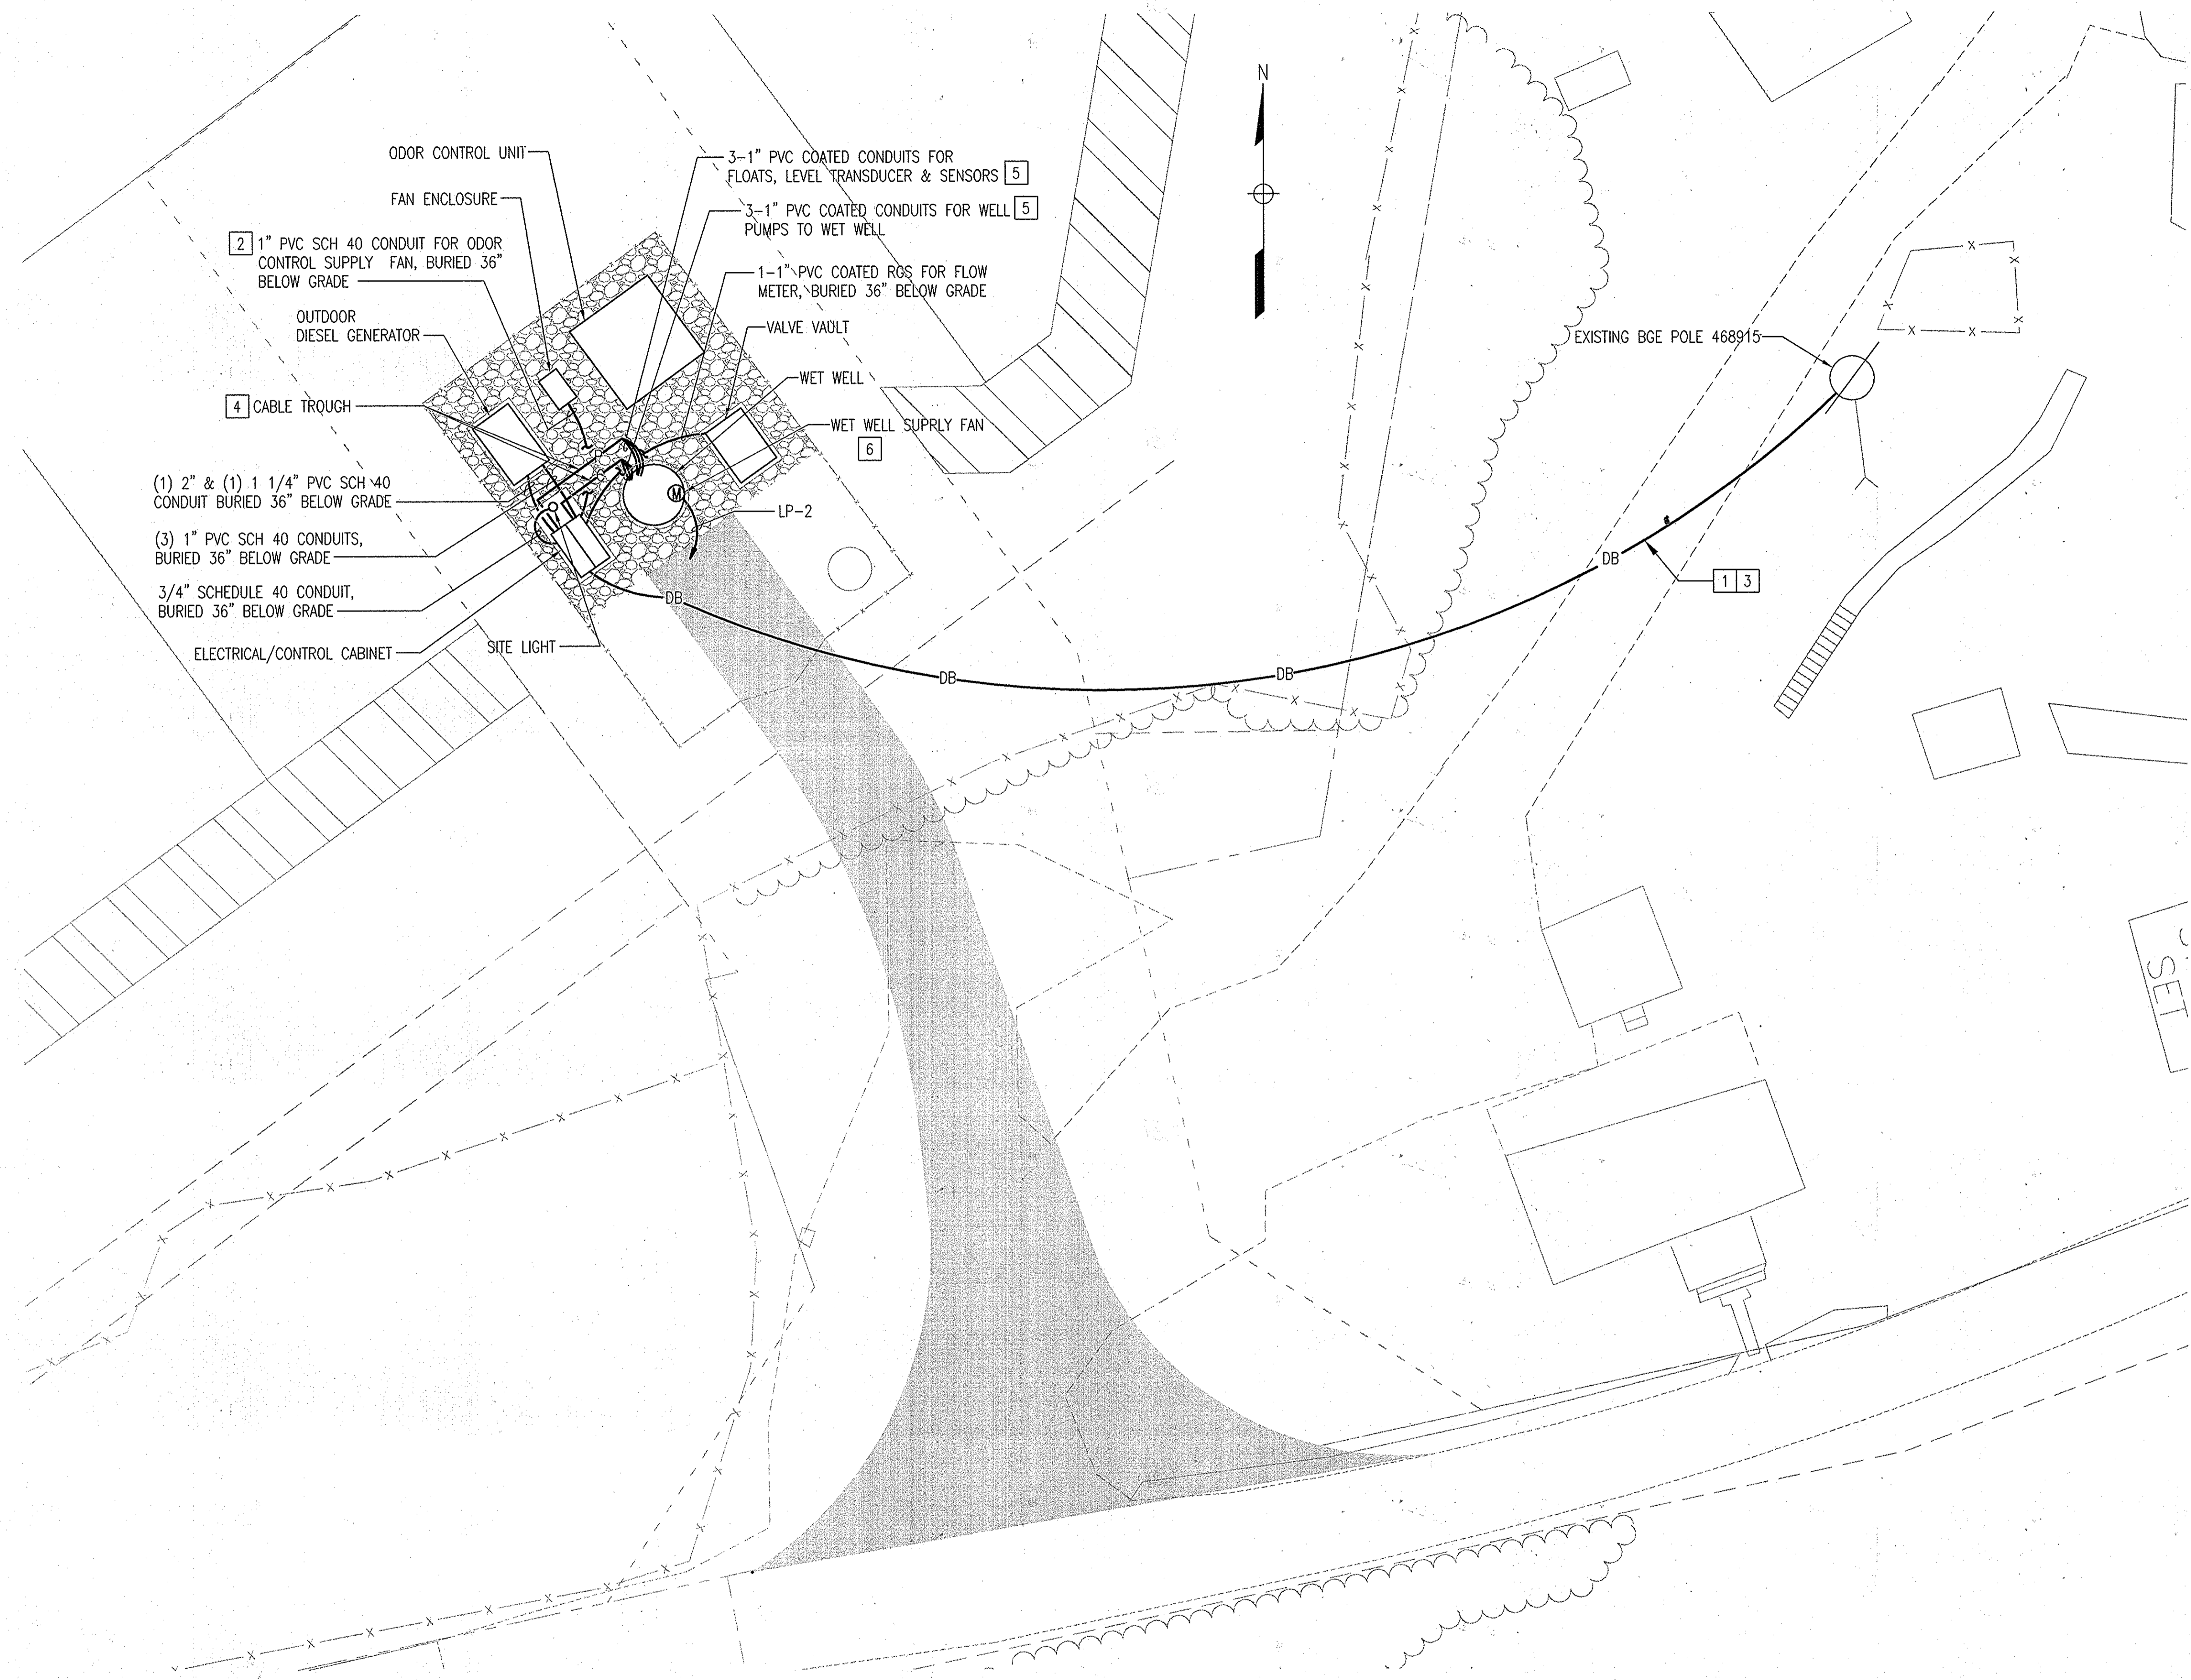 N
ODOR CONTROL UNIT
FAN ENCLOSURE
2 1" PVC SCH 40 CONDUIT FOR ODOR
CONTROL SUPPLY FAN, BURIED 36"
BELOW GRADE
OUTDOOR
DIESEL GENERATOR
4 CABLE TROUGH
(1) 2" & (1) 1 1/4" PVC SCH 40
CONDUIT BURIED 36" BELOW GRADE
(3) 1" PVC SCH 40 CONDUITS,
BURIED 36" BELOW GRADE
3/4" SCHEDULE 40 CONDUIT,
BURIED 36" BELOW GRADE
ELECTRICAL/CONTROL CABINET
SITE LIGHT
3-1" PVC COATED CONDUITS FOR
FLOATS, LEVEL TRANSDUCER & SENSORS 5
3-1" PVC COATED CONDUITS FOR WELL 5
PUMPS TO WET WELL
1-1" PVC COATED RGS FOR FLOW
METER, BURIED 36" BELOW GRADE
VALVE VAULT
WET WELL
WET WELL SUPPLY FAN
6
M
LP-2
DB
DB
DB
DB
EXISTING BGE POLE 468915
1 3
SET